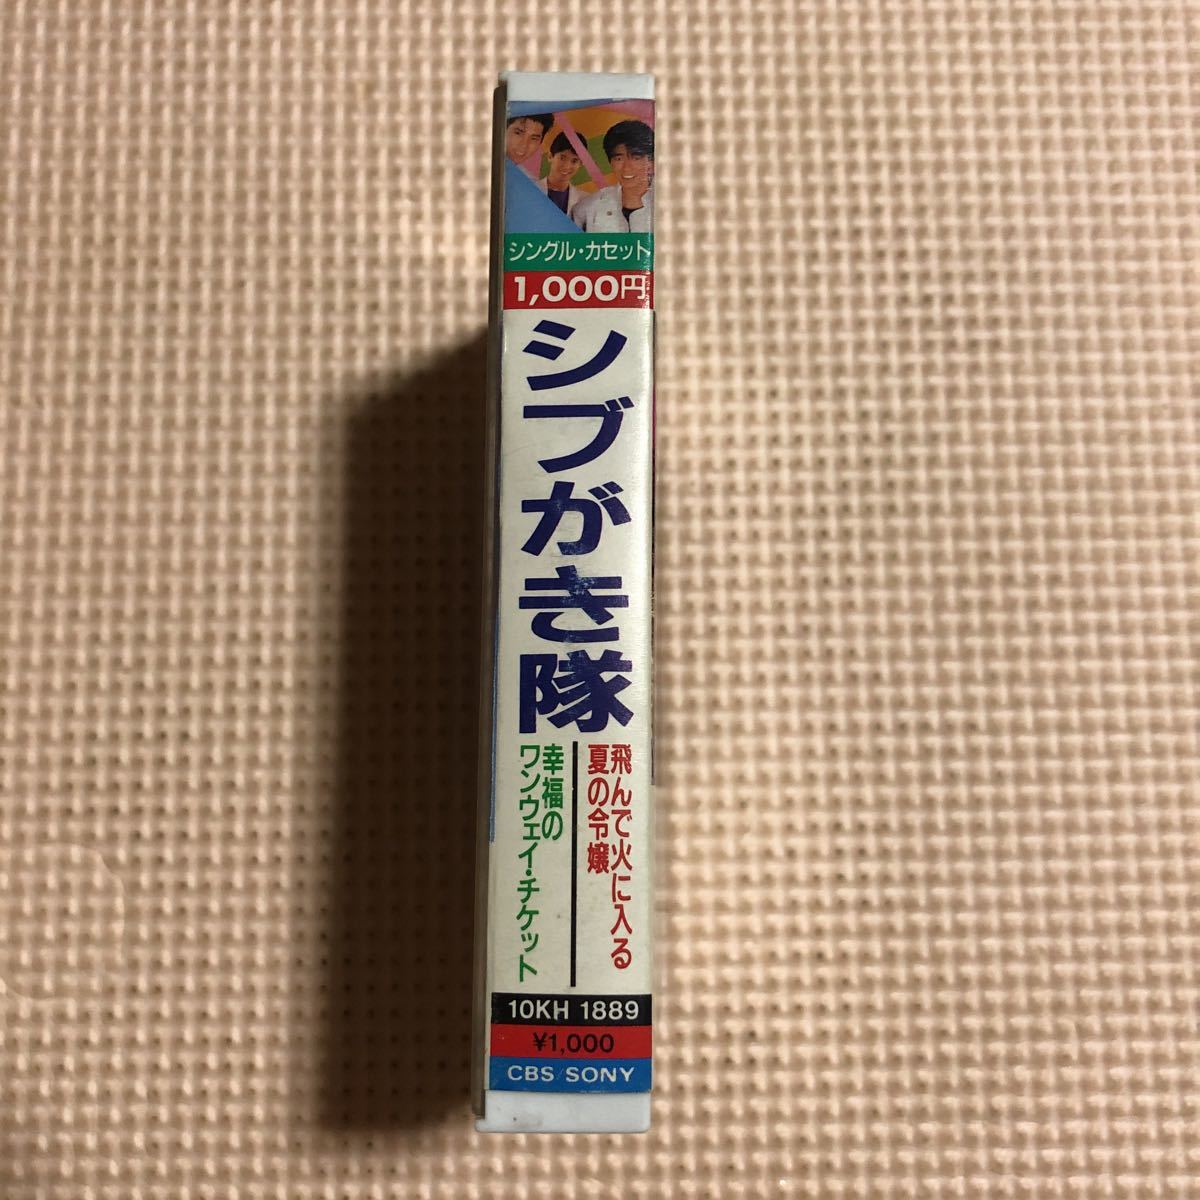 シングル・カセット
1,000円
シブがき隊
飛んで火に入る
夏の令嬢
幸福の
ワンウェイ・チケット
10KH 1889
¥1,000
CBS/SONY